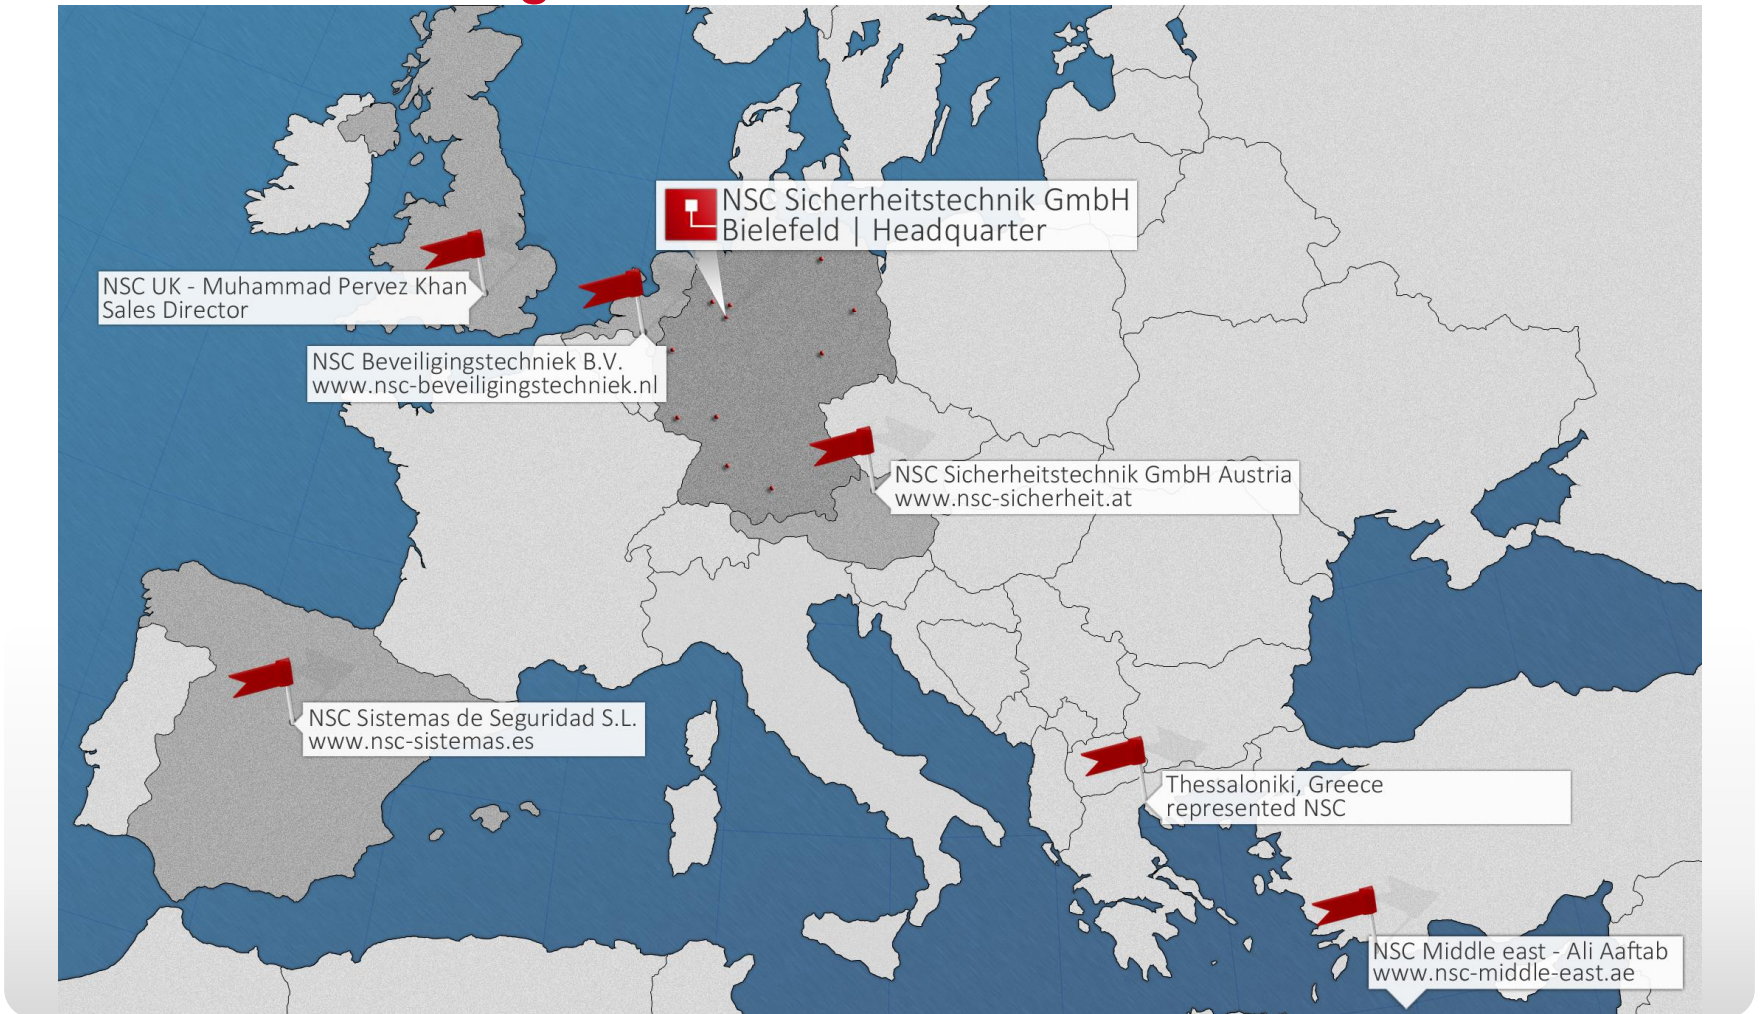 NSC Sicherheitstechnik GmbH
Bielefeld | Headquarter
NSC UK - Muhammad Pervez Khan
Sales Director
NSC Beveiligingstechniek B.V.
www.nsc-beveiligingstechniek.nl
NSC Sicherheitstechnik GmbH Austria
www.nsc-sicherheit.at
NSC Sistemas de Seguridad S.L.
www.nsc-sistemas.es
Thessaloniki, Greece
represented NSC
NSC Middle east - Ali Aaftab
www.nsc-middle-east.ae